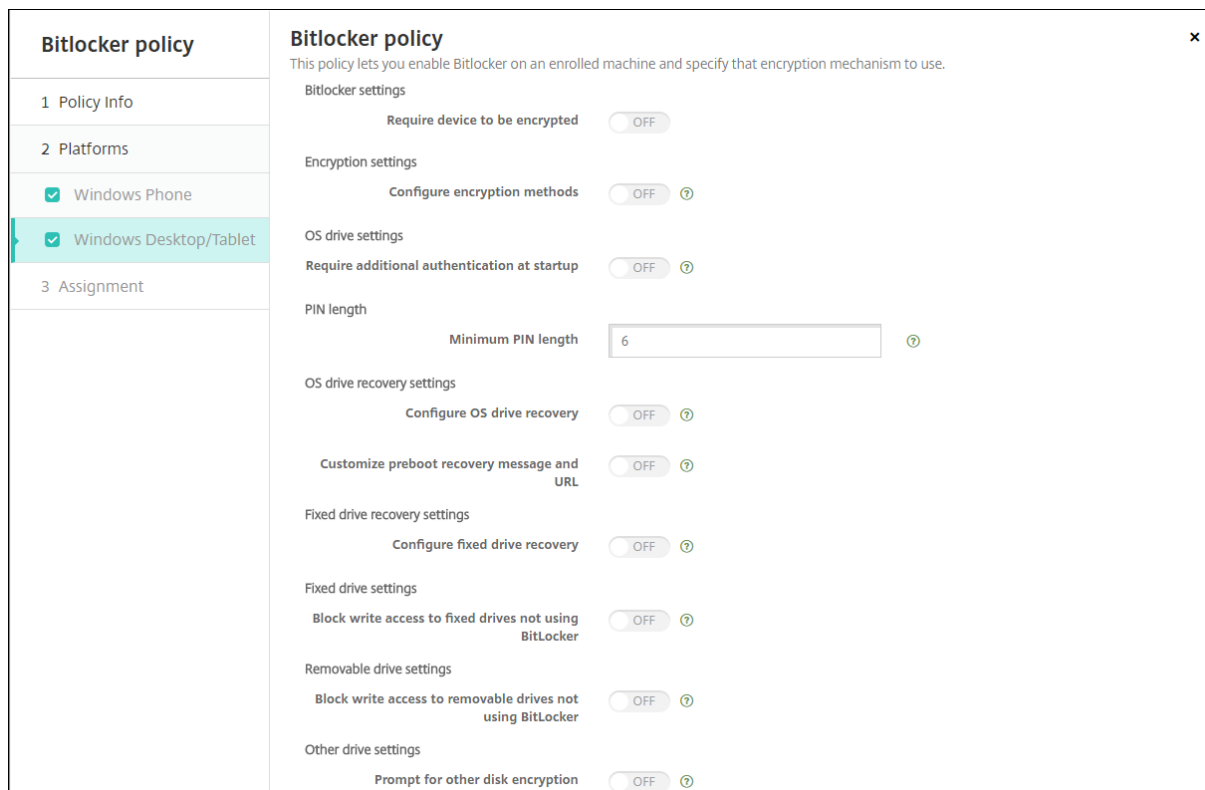 Bitlocker policy
1 Policy Info
2 Platforms
Windows Phone
Windows Desktop/Tablet
3 Assignment
Bitlocker policy
×
This policy lets you enable Bitlocker on an enrolled machine and specify that encryption mechanism to use.
Bitlocker settings
Require device to be encrypted OFF
Encryption settings
Configure encryption methods OFF ?
OS drive settings
Require additional authentication at startup OFF ?
PIN length
Minimum PIN length 6 ?
OS drive recovery settings
Configure OS drive recovery OFF ?
Customize preboot recovery message and OFF ?
URL
Fixed drive recovery settings
Configure fixed drive recovery OFF ?
Fixed drive settings
Block write access to fixed drives not using OFF ?
BitLocker
Removable drive settings
Block write access to removable drives not OFF ?
using BitLocker
Other drive settings
Prompt for other disk encryption OFF ?